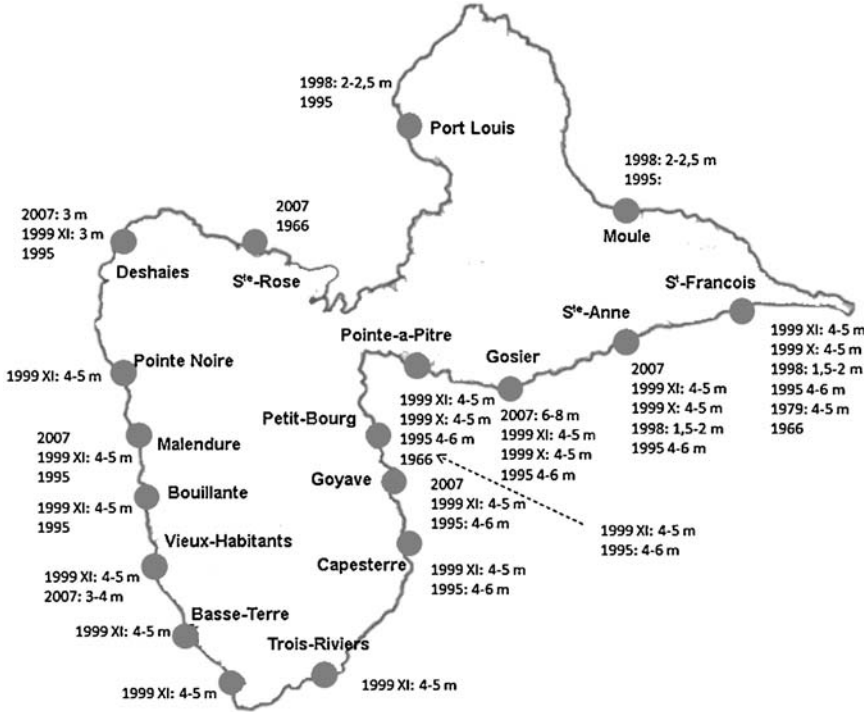 1998: 2-2,5 m
1995
Port Louis
1998: 2-2,5 m
1995:
Moule
2007: 3 m
1999 XI: 3 m
1995
Deshaies
2007
1966
Sᵗᵉ-Rose
Sᵗ-Francois
1999 XI: 4-5 m
1999 X: 4-5 m
1998: 1,5-2 m
1995 4-6 m
1979: 4-5 m
1966
Sᵗᵉ-Anne
2007
1999 XI: 4-5 m
1999 X: 4-5 m
1998: 1,5-2 m
1995 4-6 m
Pointe-a-Pitre
1999 XI: 4-5 m
1999 X: 4-5 m
1995 4-6 m
1966
Gosier
2007: 6-8 m
1999 XI: 4-5 m
1999 X: 4-5 m
1995 4-6 m
1999 XI: 4-5 m
Pointe Noire
Petit-Bourg
1999 XI: 4-5 m
1995: 4-6 m
2007
1999 XI: 4-5 m
1995
Malendure
Goyave
2007
1999 XI: 4-5 m
1995: 4-6 m
1999 XI: 4-5 m
1995
Bouillante
Capesterre
1999 XI: 4-5 m
1995: 4-6 m
Vieux-Habitants
1999 XI: 4-5 m
2007: 3-4 m
Basse-Terre
1999 XI: 4-5 m
Trois-Riviers
1999 XI: 4-5 m
1999 XI: 4-5 m